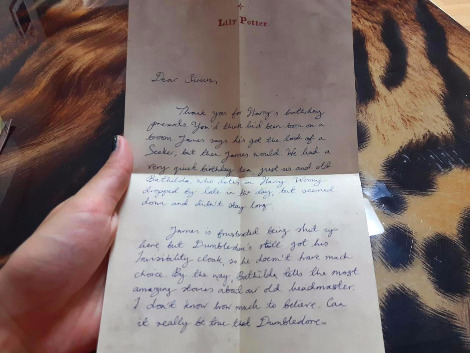 Lily Potter
Dear Sirius,
Thank you for Harry's birthday
presents. You'd think he'd been born on a
broom James says he's got the look of a
Seeker, but then James would. We had a
very quiet birthday tea just us and old
Bathilda, who dotes on Harry. Wormy
dropped by late in the day, but seemed
down and didn't stay long
James is frustrated being shut up
here but Dumbledore's still got his
Invisibility cloak, so he doesn't have much
choice. By the way, Bathilda tells the most
amazing stories about our old headmaster.
I don't know how much to believe. Can
it really be true that Dumbledore